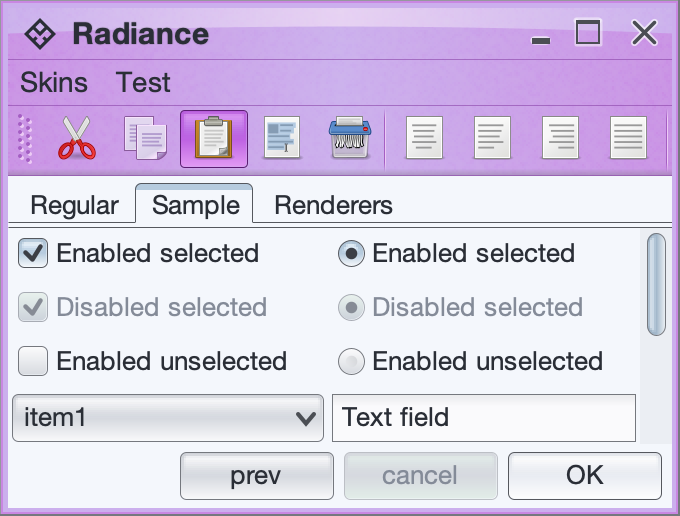 Radiance
Skins Test
Regular Sample Renderers
Enabled selected Enabled selected
Disabled selected Disabled selected
Enabled unselected Enabled unselected
item1 Text field
prev cancel OK